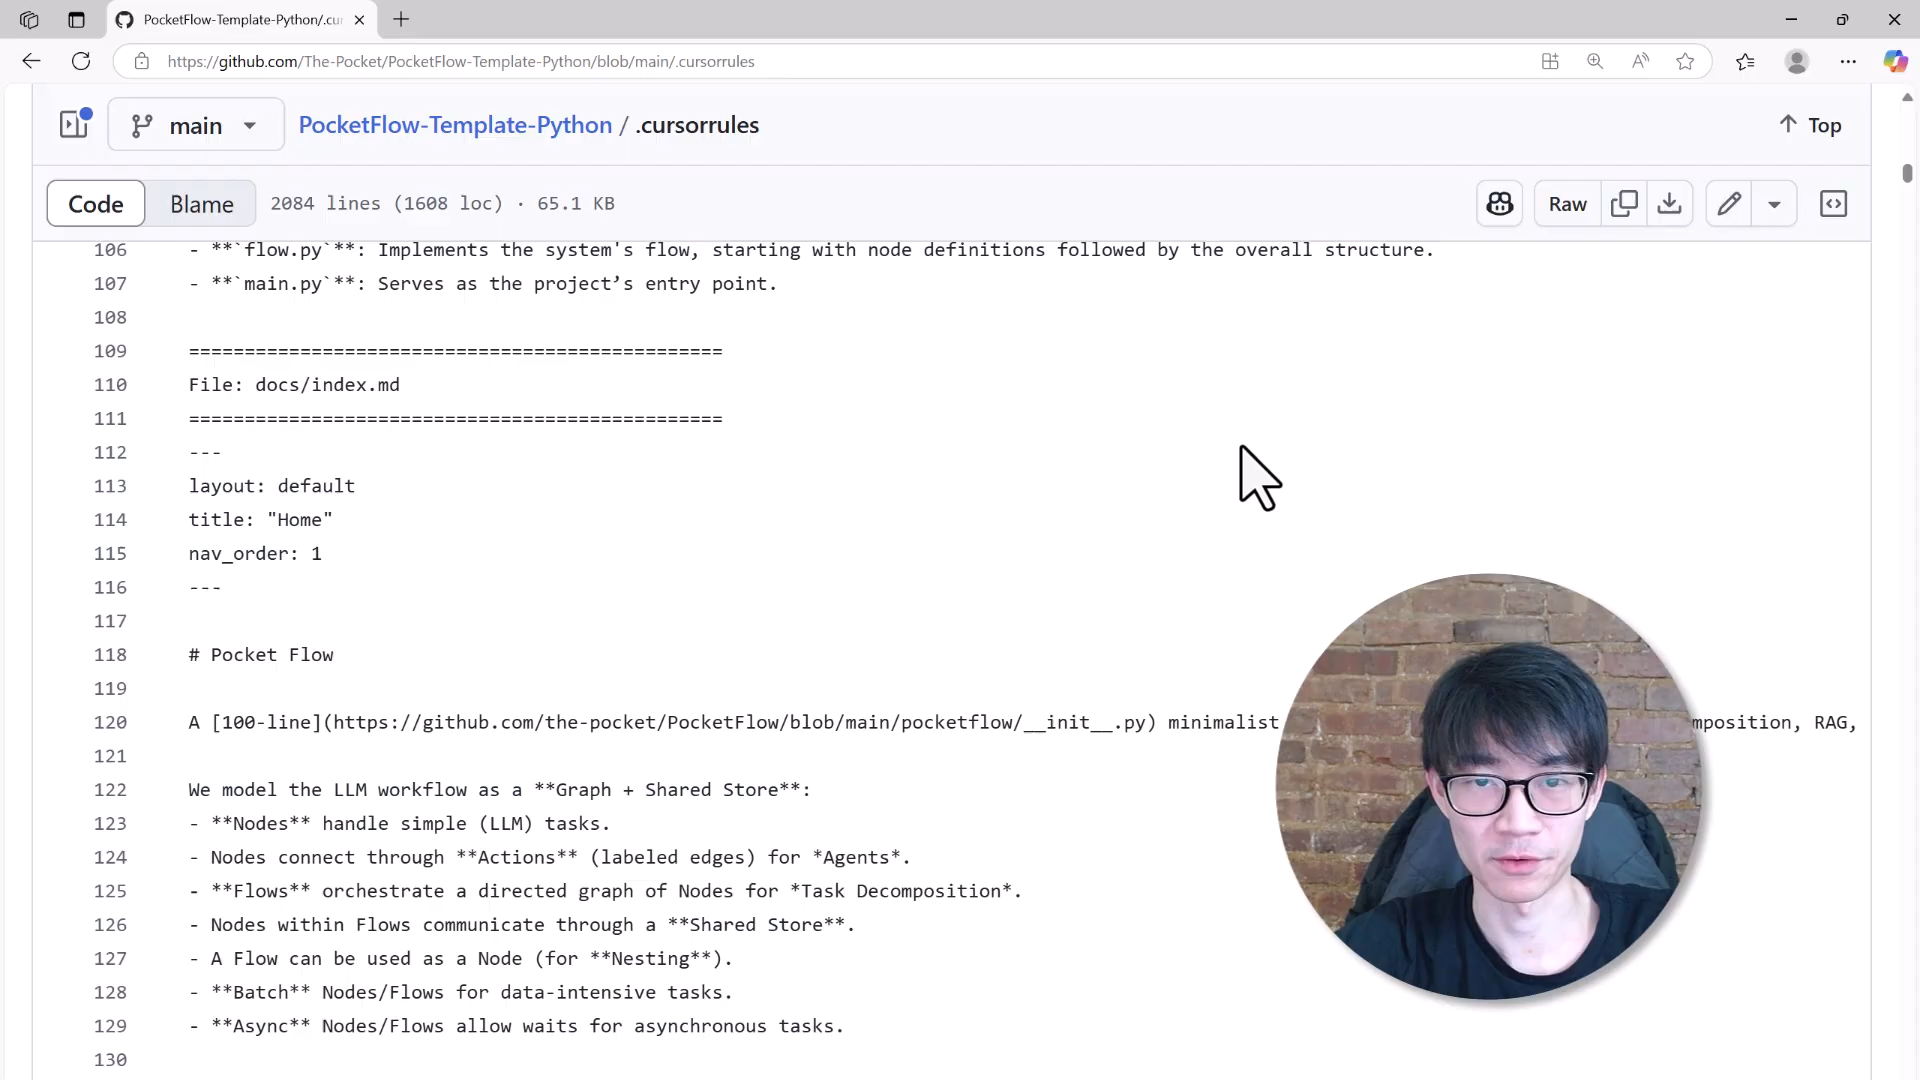 PocketFlow-Template-Python/.cu
https://github.com/The-Pocket/PocketFlow-Template-Python/blob/main/.cursorrules
main
PocketFlow-Template-Python / .cursorrules
Top
Code
Blame
2084 lines (1608 loc) · 65.1 KB
Raw
106 - **`flow.py`**: Implements the system's flow, starting with node definitions followed by the overall structure.
107 - **`main.py`**: Serves as the project’s entry point.
108
109 ================================================
110 File: docs/index.md
111 ================================================
112 ---
113 layout: default
114 title: "Home"
115 nav_order: 1
116 ---
117
118 # Pocket Flow
119
120 A [100-line](https://github.com/the-pocket/PocketFlow/blob/main/pocketflow/__init__.py) minimalist mposition, RAG,
121
122 We model the LLM workflow as a **Graph + Shared Store**:
123 - **Nodes** handle simple (LLM) tasks.
124 - Nodes connect through **Actions** (labeled edges) for *Agents*.
125 - **Flows** orchestrate a directed graph of Nodes for *Task Decomposition*.
126 - Nodes within Flows communicate through a **Shared Store**.
127 - A Flow can be used as a Node (for **Nesting**).
128 - **Batch** Nodes/Flows for data-intensive tasks.
129 - **Async** Nodes/Flows allow waits for asynchronous tasks.
130